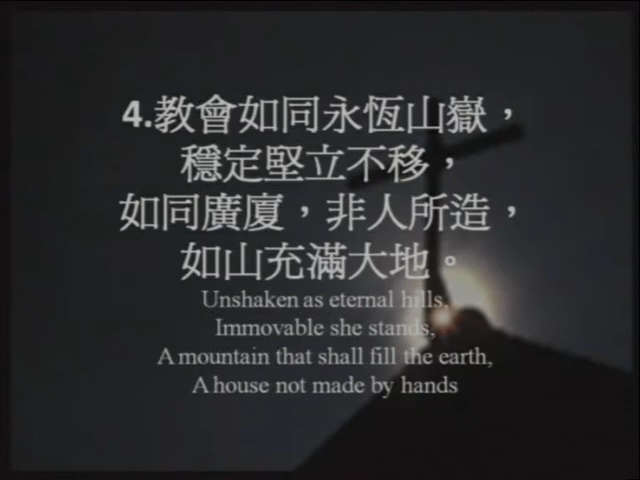 4.教會如同永恆山嶽，
穩定堅立不移，
如同廣廈，非人所造，
如山充滿大地。
Unshaken as eternal hills,
Immovable she stands,
A mountain that shall fill the earth,
A house not made by hands